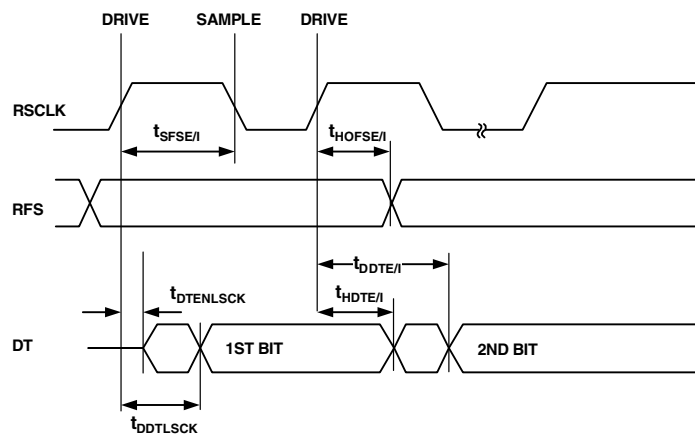 DRIVE SAMPLE DRIVE
RSCLK
tSFSE/I tHOFSE/I
RFS
tDDTE/I
tDTENLSCK tHDTE/I
DT 1ST BIT 2ND BIT
tDDTLSCK